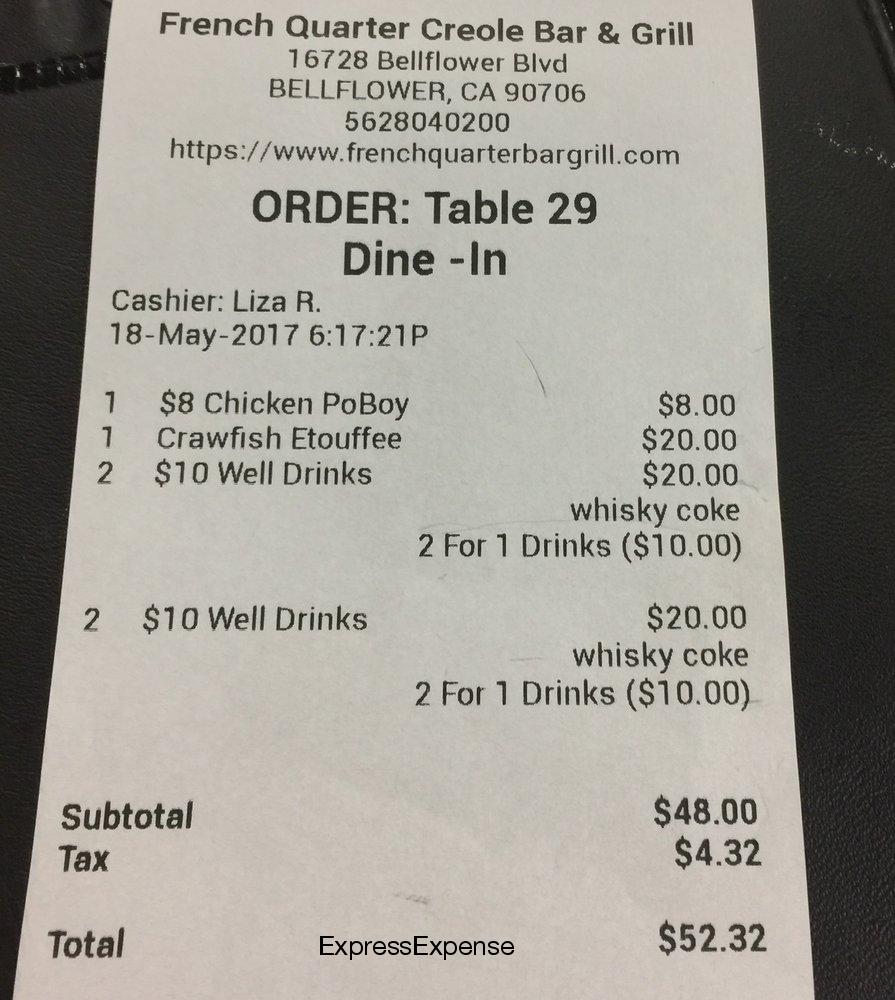 French Quarter Creole Bar & Grill
16728 Bellflower Blvd
BELLFLOWER, CA 90706
5628040200
https://www.frenchquarterbargrill.com
ORDER: Table 29
Dine -In
Cashier: Liza R.
18-May-2017 6:17:21P
1 $8 Chicken PoBoy $8.00
1 Crawfish Etouffee $20.00
2 $10 Well Drinks $20.00
whisky coke
2 For 1 Drinks ($10.00)
2 $10 Well Drinks $20.00
whisky coke
2 For 1 Drinks ($10.00)
Subtotal $48.00
Tax $4.32
Total $52.32
ExpressExpense